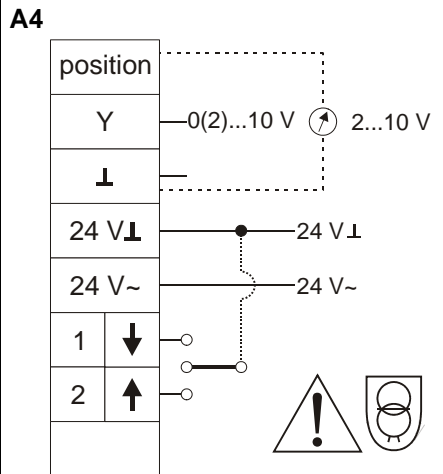 A4
position
Y 0(2)...10 V 2...10 V
⊥
24 V⊥ 24 V⊥
24 V~ 24 V~
1 ↓
2 ↑
!